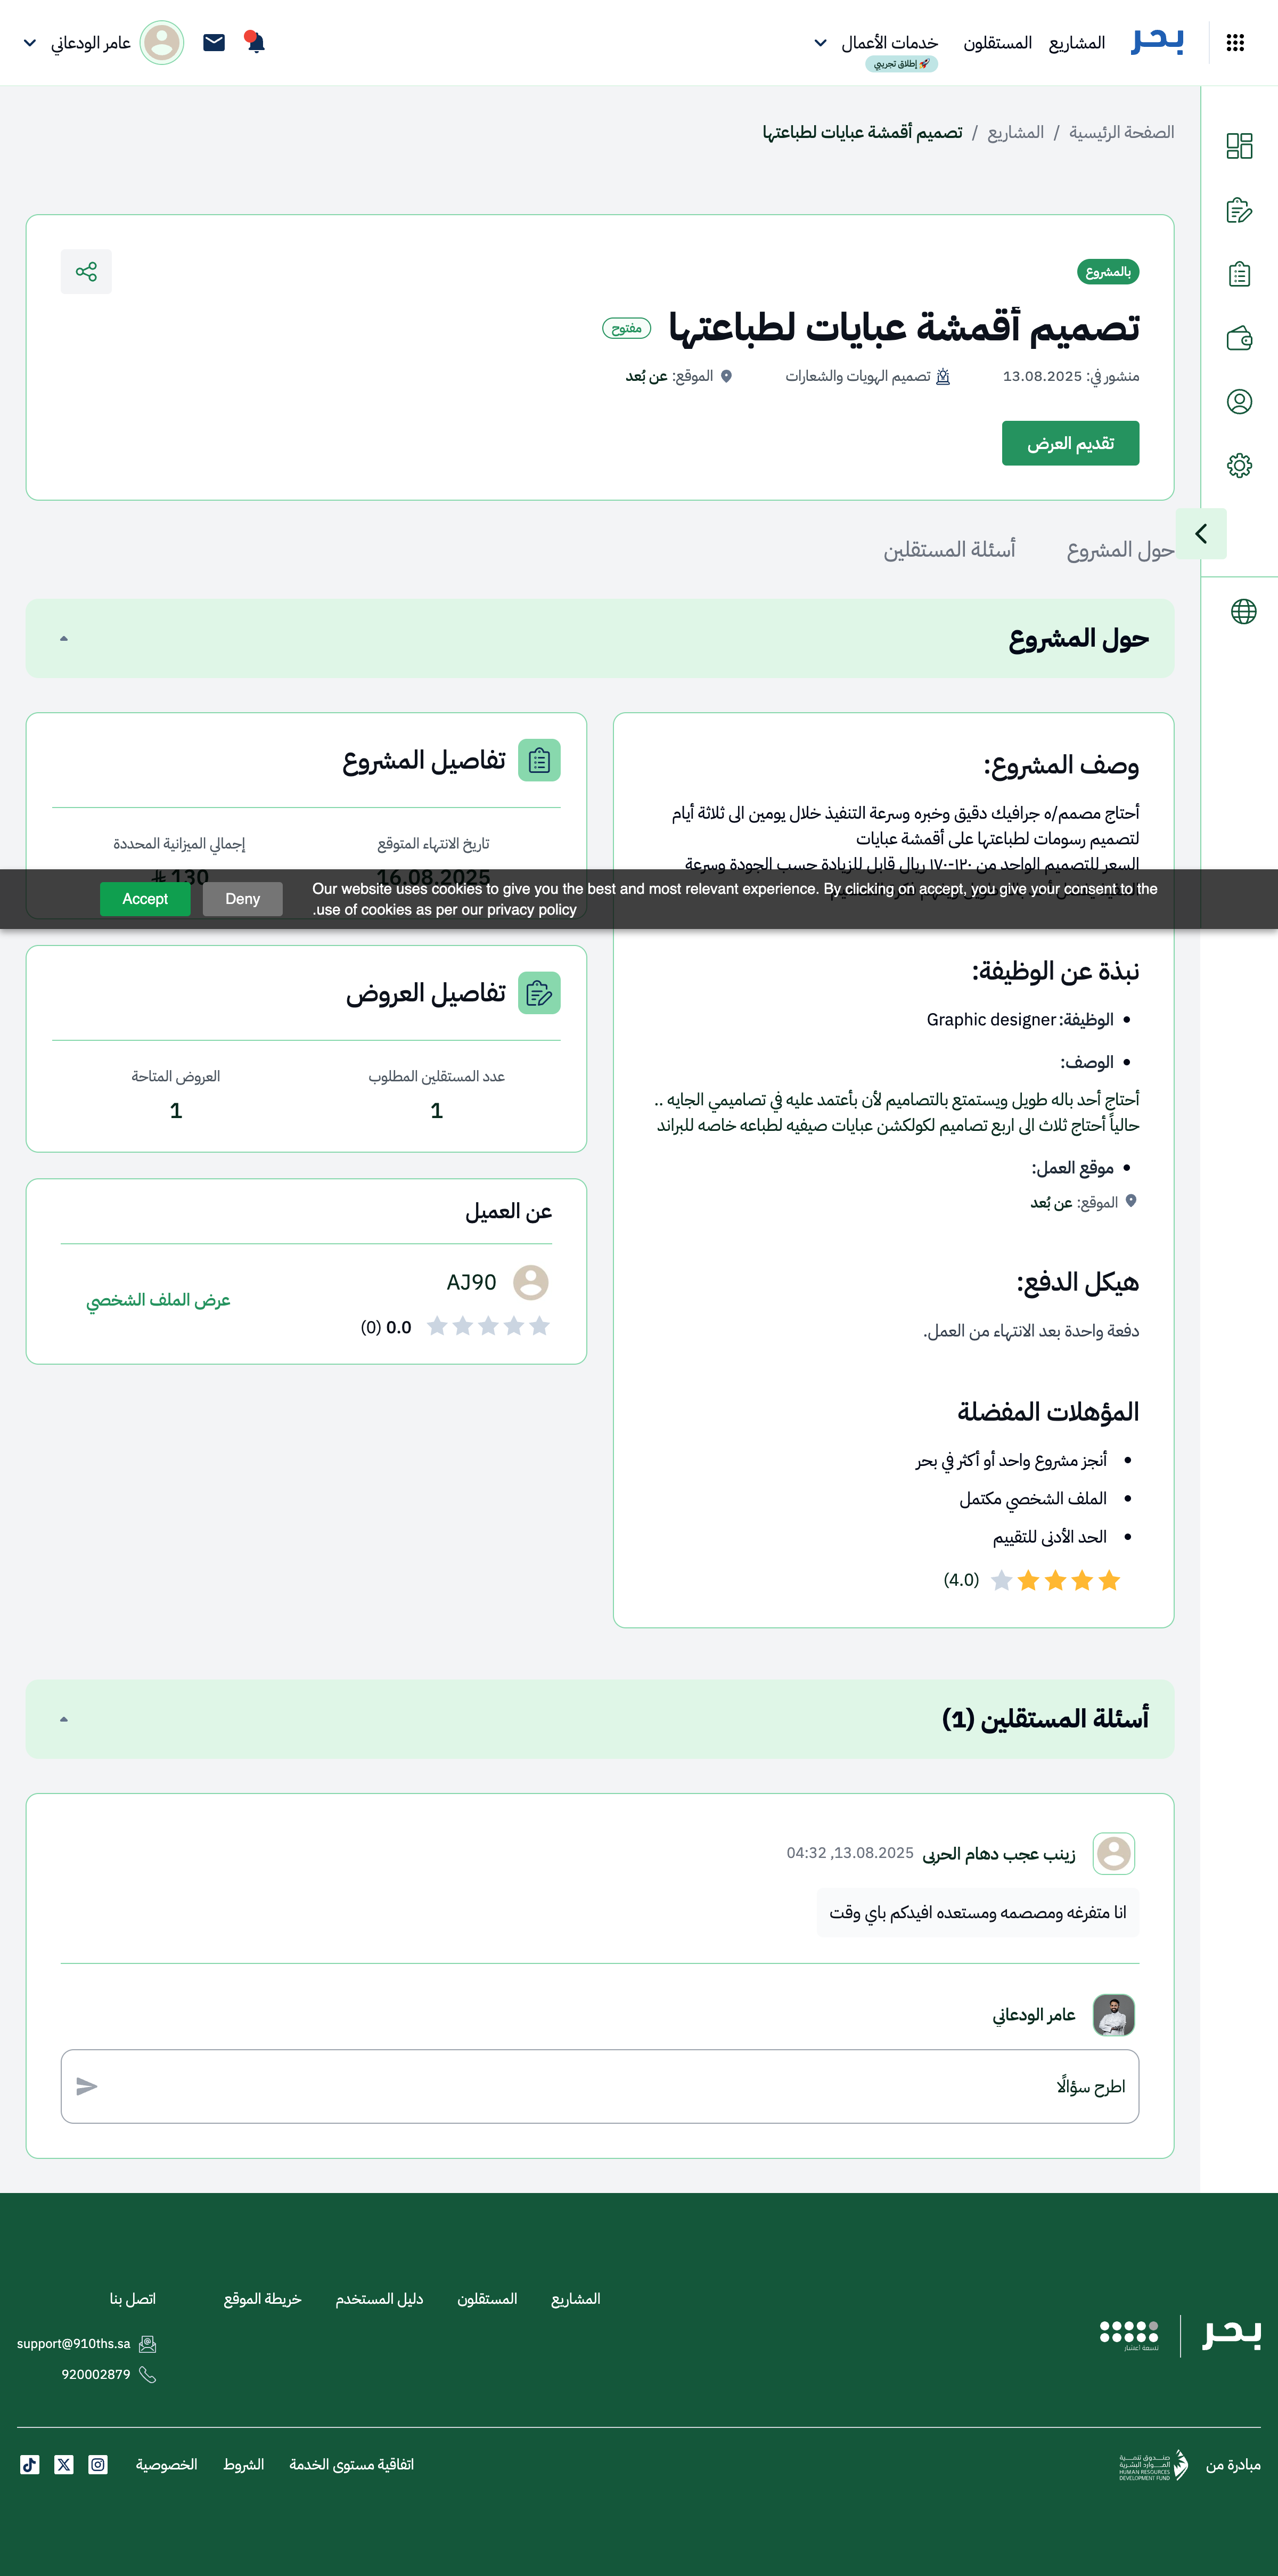 بحر
المشاريع
المستقلون
خدمات الأعمال
إطلاق تجريبي
عامر الودعاني
الصفحة الرئيسية / المشاريع / تصميم أقمشة عبايات لطباعتها
بالمشروع
تصميم أقمشة عبايات لطباعتها
مفتوح
منشور في: 13.08.2025
تصميم الهويات والشعارات
الموقع: عن بُعد
تقديم العرض
حول المشروع
أسئلة المستقلين
حول المشروع
وصف المشروع:
أحتاج مصمم/ه جرافيك دقيق وخبره وسرعة التنفيذ خلال يومين الى ثلاثة أيام
لتصميم رسومات لطباعتها على أقمشة عبايات
السعر للتصميم الواحد من ١٢٠-١٧٠ ريال قابل للزيادة حسب الجودة وسرعة
نبذة عن الوظيفة:
الوظيفة: Graphic designer
الوصف:
أحتاج أحد باله طويل ويستمتع بالتصاميم لأن بأعتمد عليه في تصاميمي الجايه ..
حالياً أحتاج ثلاث الى اربع تصاميم لكولكشن عبايات صيفيه لطباعه خاصه للبراند
موقع العمل:
الموقع: عن بُعد
هيكل الدفع:
دفعة واحدة بعد الانتهاء من العمل.
المؤهلات المفضلة
أنجز مشروع واحد أو أكثر في بحر
الملف الشخصي مكتمل
الحد الأدنى للتقييم
(4.0)
تفاصيل المشروع
تاريخ الانتهاء المتوقع
16.08.2025
إجمالي الميزانية المحددة
130
Our website uses cookies to give you the best and most relevant experience. By clicking on accept, you give your consent to the
use of cookies as per our privacy policy.
Deny
Accept
تفاصيل العروض
عدد المستقلين المطلوب
1
العروض المتاحة
1
عن العميل
AJ90
0.0 (0)
عرض الملف الشخصي
أسئلة المستقلين (1)
زينب عجب دهام الحربی 13.08.2025, 04:32
انا متفرغه ومصصمه ومستعده افيدكم باي وقت
عامر الودعاني
اطرح سؤالًا
بحر
تسعة أعشار
المشاريع
المستقلون
دليل المستخدم
خريطة الموقع
اتصل بنا
support@910ths.sa
920002879
مبادرة من
صندوق تنمية
الموارد البشرية
HUMAN RESOURCES
DEVELOPMENT FUND
اتفاقية مستوى الخدمة
الشروط
الخصوصية